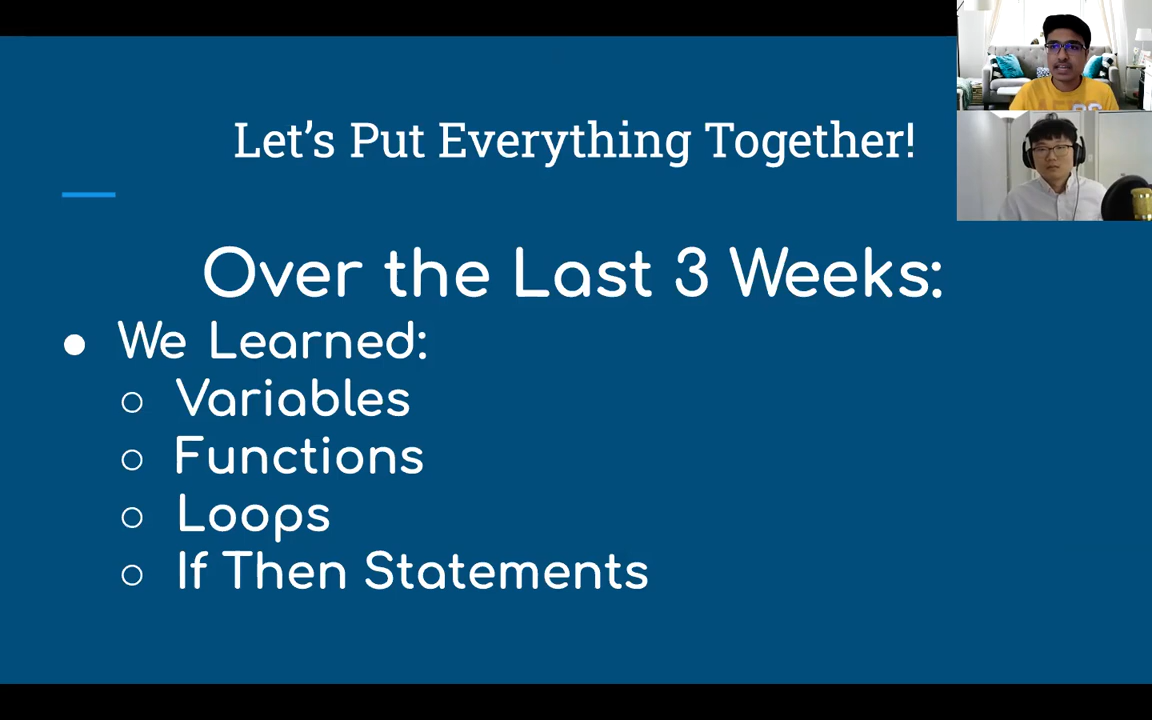 Let's Put Everything Together!
Over the Last 3 Weeks:
● We Learned:
○ Variables
○ Functions
○ Loops
○ If Then Statements